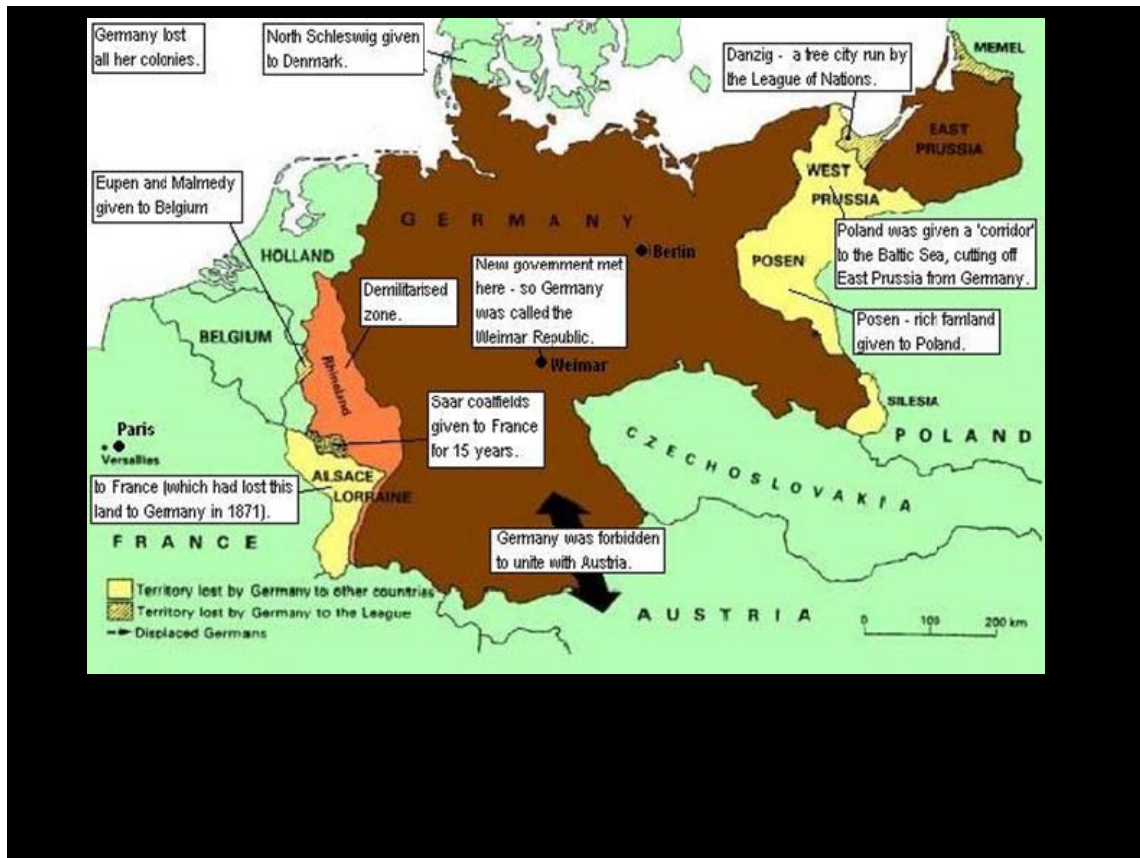 Germany lost
all her colonies.
North Schleswig given
to Denmark.
Danzig - a free city run by
the League of Nations.
MEMEL
EAST
PRUSSIA
WEST
PRUSSIA
Eupen and Malmedy
given to Belgium
GERMANY
HOLLAND
Berlin
POSEN
Poland was given a 'corridor'
to the Baltic Sea, cutting off
East Prussia from Germany.
New government met
here - so Germany
was called the
Weimar Republic.
Demilitarised
zone.
BELGIUM
Posen - rich famland
given to Poland.
Weimar
Rhineland
Saar coalfields
given to France
for 15 years.
SILESIA
POLAND
Paris
Versailles
CZECHOSLOVAKIA
ALSACE
LORRAINE
to France (which had lost this
land to Germany in 1871).
FRANCE
Germany was forbidden
to unite with Austria.
Territory lost by Germany to other countries
Territory lost by Germany to the League
Displaced Germans
AUSTRIA
0 100 200 km